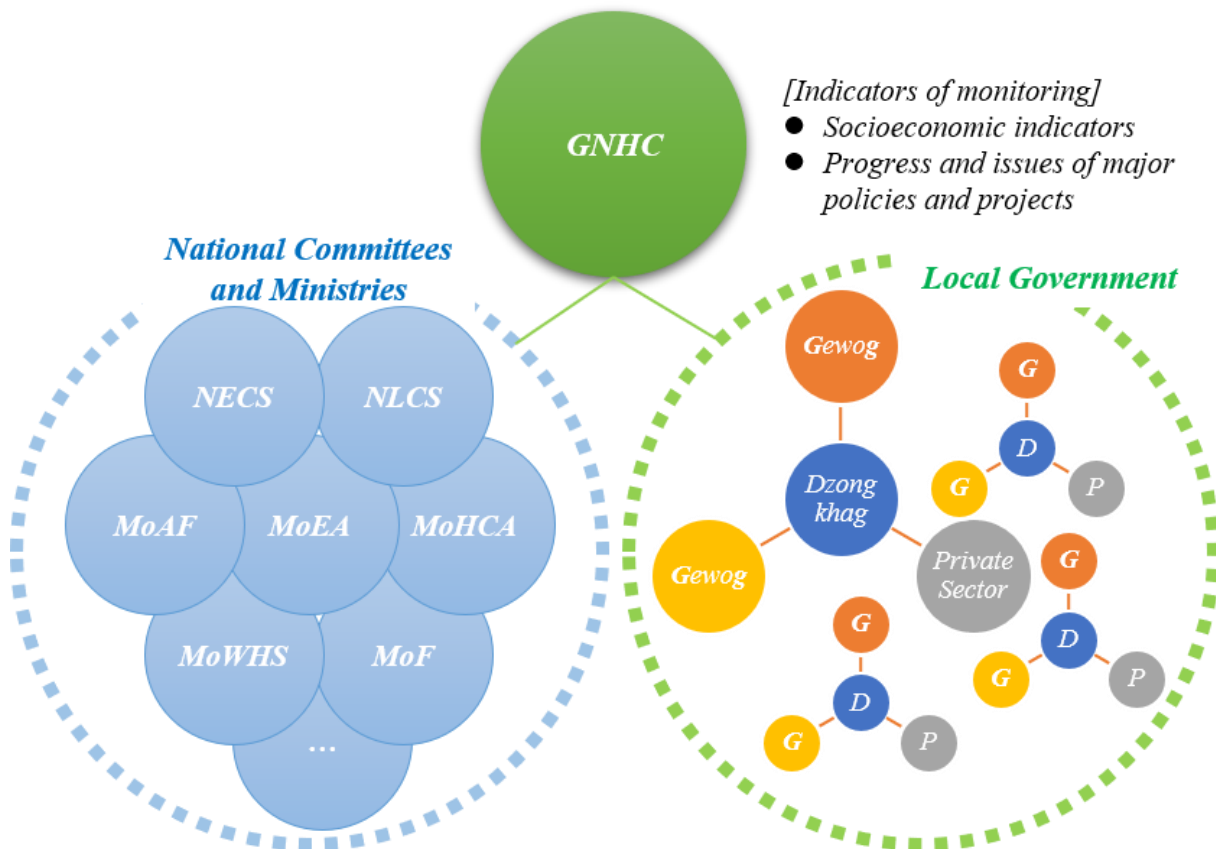 GNHC
[Indicators of monitoring]
● Socioeconomic indicators
● Progress and issues of major
policies and projects
National Committees
and Ministries
NECS
NLCS
MoAF
MoEA
MoHCA
MoWHS
MoF
...
Local Government
Gewog
Dzong
khag
Gewog
Private
Sector
G
D
G
P
G
D
G
P
G
D
G
P